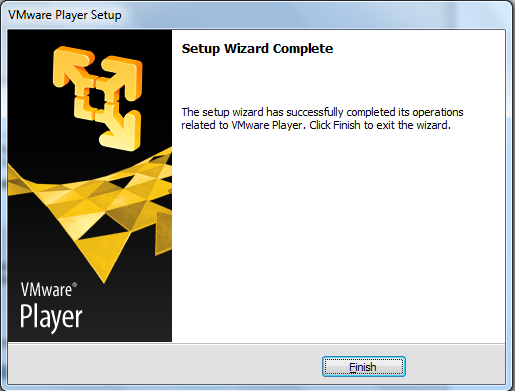 VMware Player Setup
Setup Wizard Complete
The setup wizard has successfully completed its operations
related to VMware Player. Click Finish to exit the wizard.
VMware®
Player
Finish